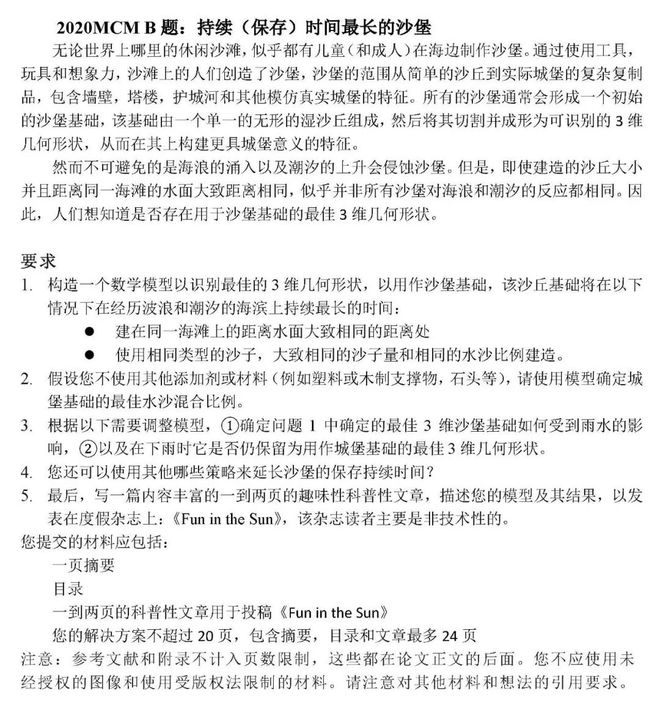 2020MCM B 题：持续（保存）时间最长的沙堡
无论世界上哪里的休闲沙滩，似乎都有儿童（和成人）在海边制作沙堡。通过使用工具，
玩具和想象力，沙滩上的人们创造了沙堡，沙堡的范围从简单的沙丘到实际城堡的复杂复制
品，包含墙壁，塔楼，护城河和其他模仿真实城堡的特征。所有的沙堡通常会形成一个初始
的沙堡基础，该基础由一个单一的无形的湿沙丘组成，然后将其切割并成形为可识别的 3 维
几何形状，从而在其上构建更具城堡意义的特征。
然而不可避免的是海浪的涌入以及潮汐的上升会侵蚀沙堡。但是，即使建造的沙丘大小
并且距离同一海滩的水面大致距离相同，似乎并非所有沙堡对海浪和潮汐的反应都相同。因
此，人们想知道是否存在用于沙堡基础的最佳 3 维几何形状。
要求
1. 构造一个数学模型以识别最佳的 3 维几何形状，以用作沙堡基础，该沙丘基础将在以下
情况下在经历波浪和潮汐的海滨上持续最长的时间：
● 建在同一海滩上的距离水面大致相同的距离处
● 使用相同类型的沙子，大致相同的沙子量和相同的水沙比例建造。
2. 假设您不使用其他添加剂或材料（例如塑料或木制支撑物，石头等），请使用模型确定城
堡基础的最佳水沙混合比例。
3. 根据以下需要调整模型，①确定问题 1 中确定的最佳 3 维沙堡基础如何受到雨水的影
响，②以及在下雨时它是否仍保留为用作城堡基础的最佳 3 维几何形状。
4. 您还可以使用其他哪些策略来延长沙堡的保存持续时间？
5. 最后，写一篇内容丰富的一到两页的趣味性科普性文章，描述您的模型及其结果，以发
表在度假杂志上：《Fun in the Sun》，该杂志读者主要是非技术性的。
您提交的材料应包括：
一页摘要
目录
一到两页的科普性文章用于投稿《Fun in the Sun》
您的解决方案不超过 20 页，包含摘要，目录和文章最多 24 页
注意：参考文献和附录不计入页数限制，这些都在论文正文的后面。您不应使用未
经授权的图像和使用受版权法限制的材料。请注意对其他材料和想法的引用要求。